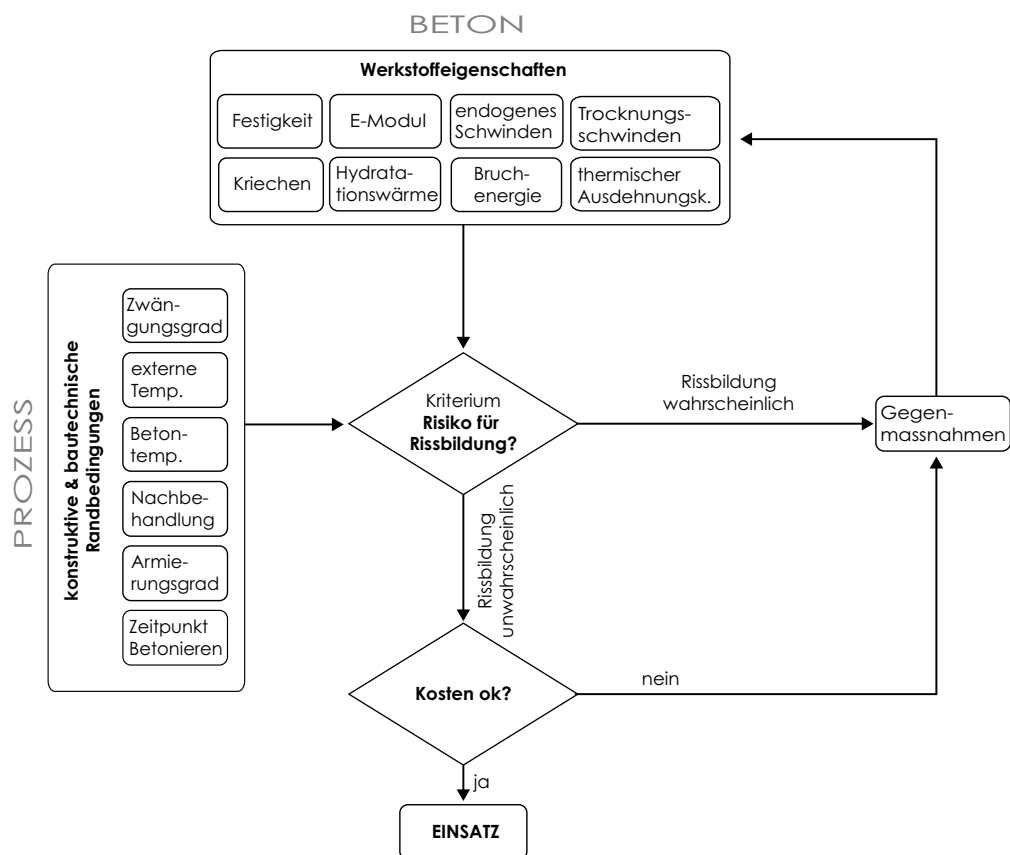 BETON
Werkstoffeigenschaften
Festigkeit
E-Modul
endogenes
Schwinden
Trocknungs-
schwinden
Kriechen
Hydrata-
tionswärme
Bruch-
energie
thermischer
Ausdehnungsk.
PROZESS
konstruktive & bautechnische
Randbedingungen
Zwän-
gungsgrad
externe
Temp.
Beton-
temp.
Nachbe-
handlung
Armie-
rungsgrad
Zeitpunkt
Betonieren
Kriterium
Risiko für
Rissbildung?
Rissbildung
wahrscheinlich
Gegen-
massnahmen
Rissbildung
unwahrscheinlich
Kosten ok?
nein
ja
EINSATZ